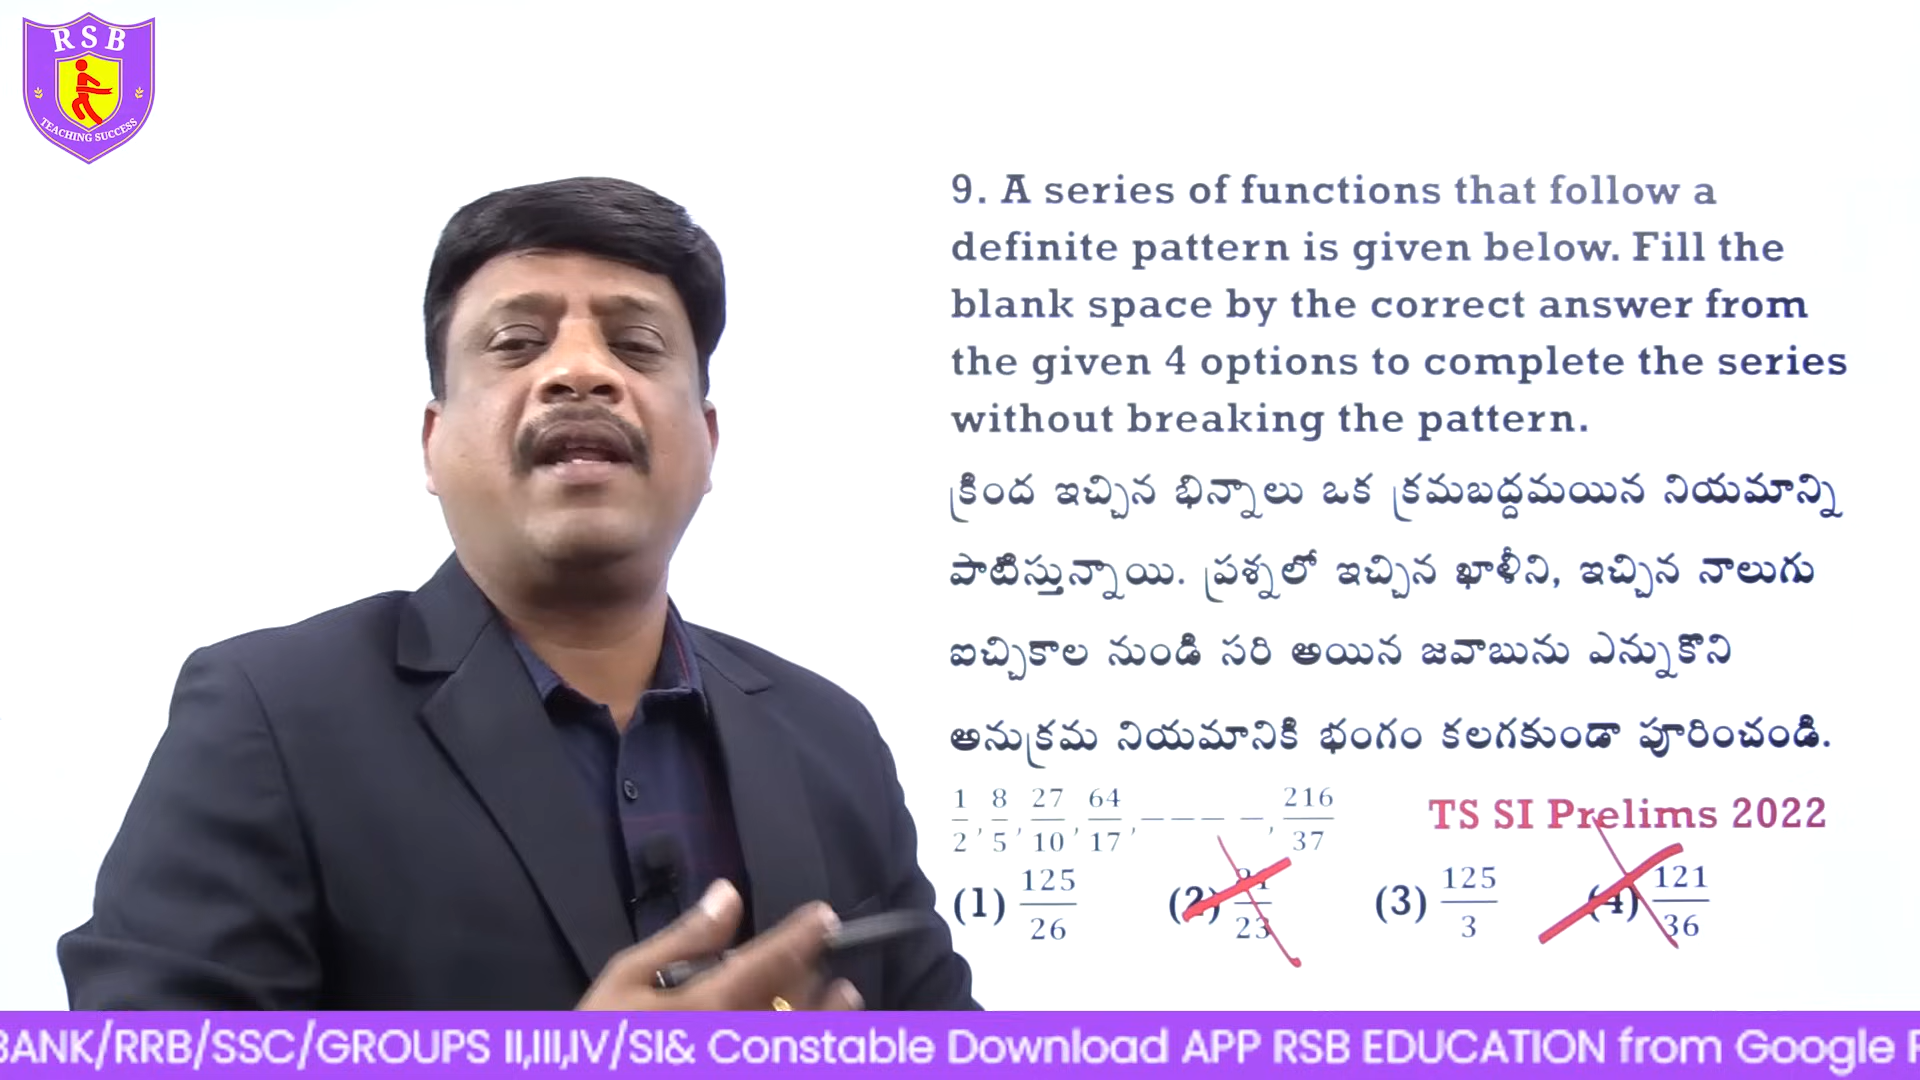 RSB
TEACHING SUCCESS
9. A series of functions that follow a
definite pattern is given below. Fill the
blank space by the correct answer from
the given 4 options to complete the series
without breaking the pattern.
క్రింద ఇచ్చిన భిన్నాలు ఒక క్రమబద్దమయిన నియమాన్ని
పాటిస్తున్నాయి. ప్రశ్నలో ఇచ్చిన ఖాళీని, ఇచ్చిన నాలుగు
ఐచ్చికాల నుండి సరి అయిన జవాబును ఎన్నుకొని
అనుక్రమ నియమానికి భంగం కలగకుండా పూరించండి.
1/2, 8/5, 27/10, 64/17, – – – – –, 216/37 TS SI Prelims 2022
(1) 125/26 (2) /23 (3) 125/3 (4) 121/36
BANK/RRB/SSC/GROUPS II,III,IV/SI& Constable Download APP RSB EDUCATION from Google